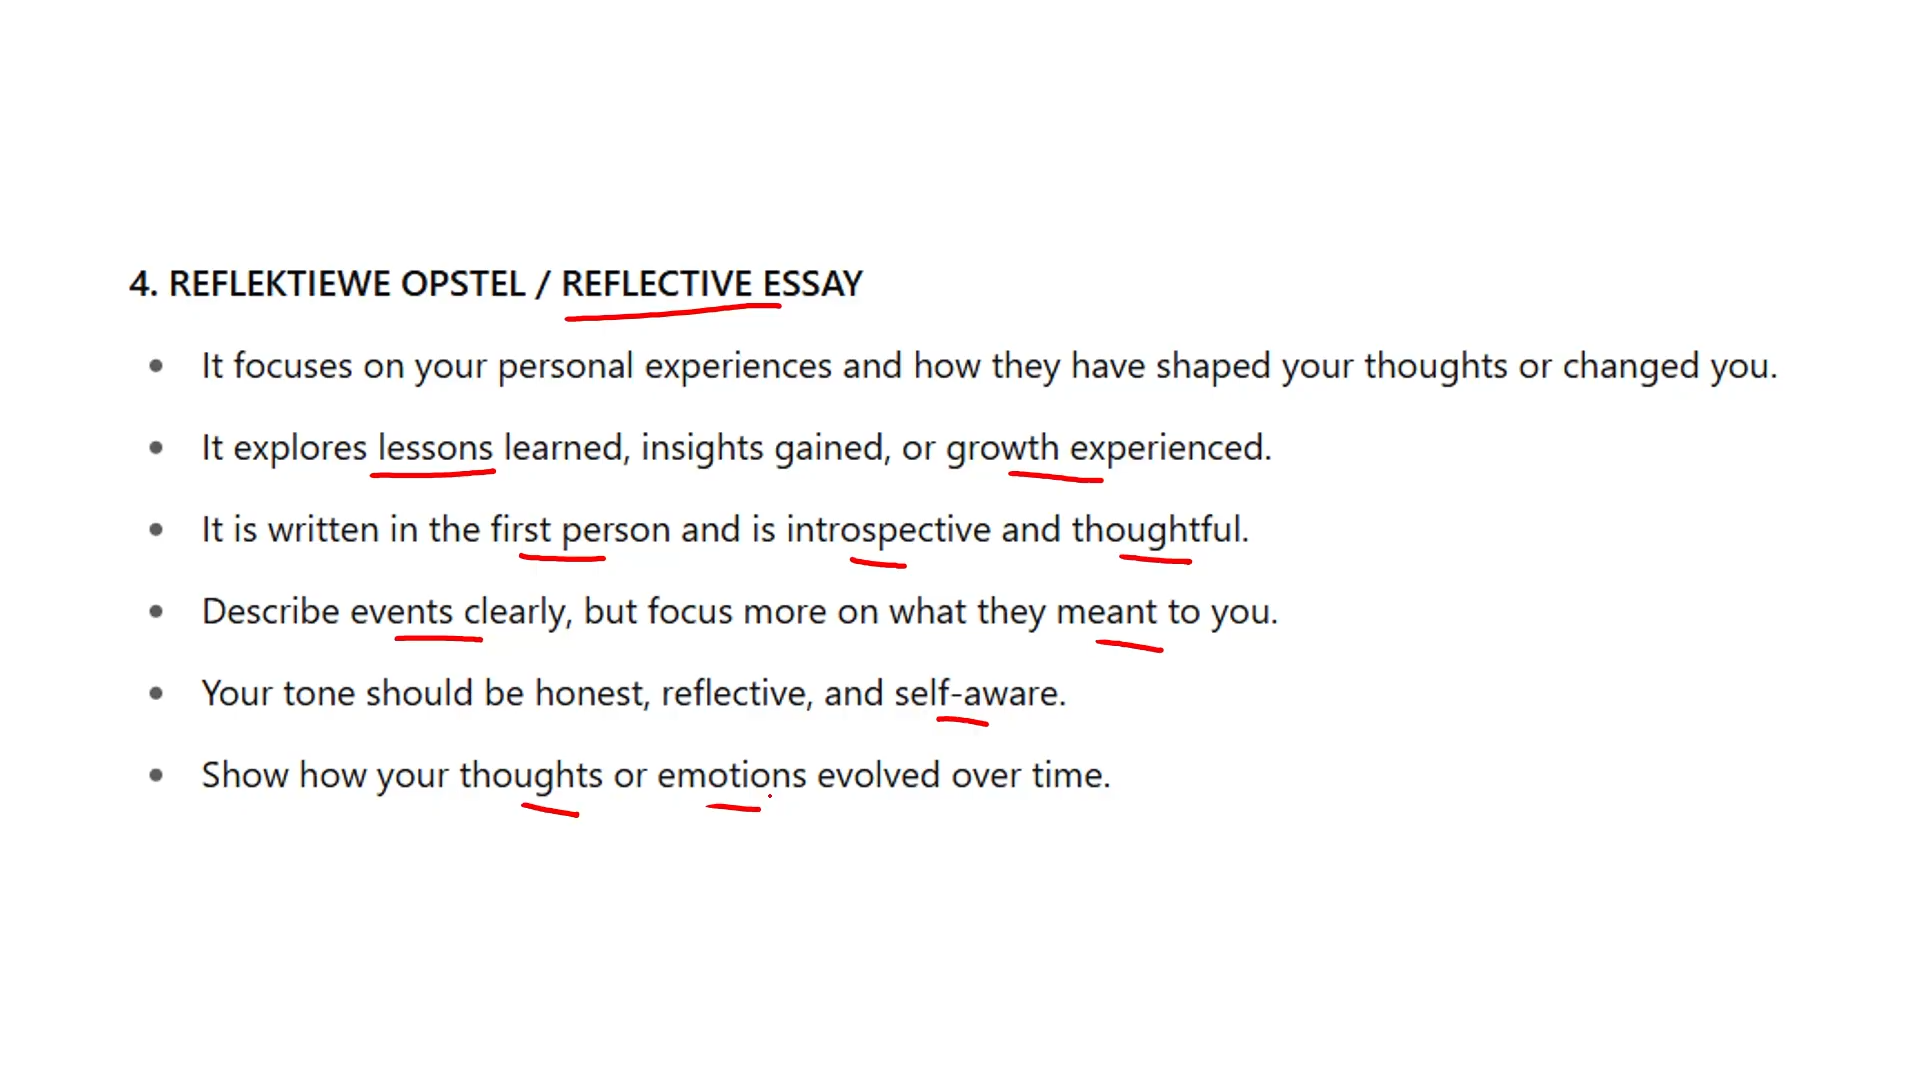 4. REFLEKTIEWE OPSTEL / REFLECTIVE ESSAY
• It focuses on your personal experiences and how they have shaped your thoughts or changed you.
• It explores lessons learned, insights gained, or growth experienced.
• It is written in the first person and is introspective and thoughtful.
• Describe events clearly, but focus more on what they meant to you.
• Your tone should be honest, reflective, and self-aware.
• Show how your thoughts or emotions evolved over time.